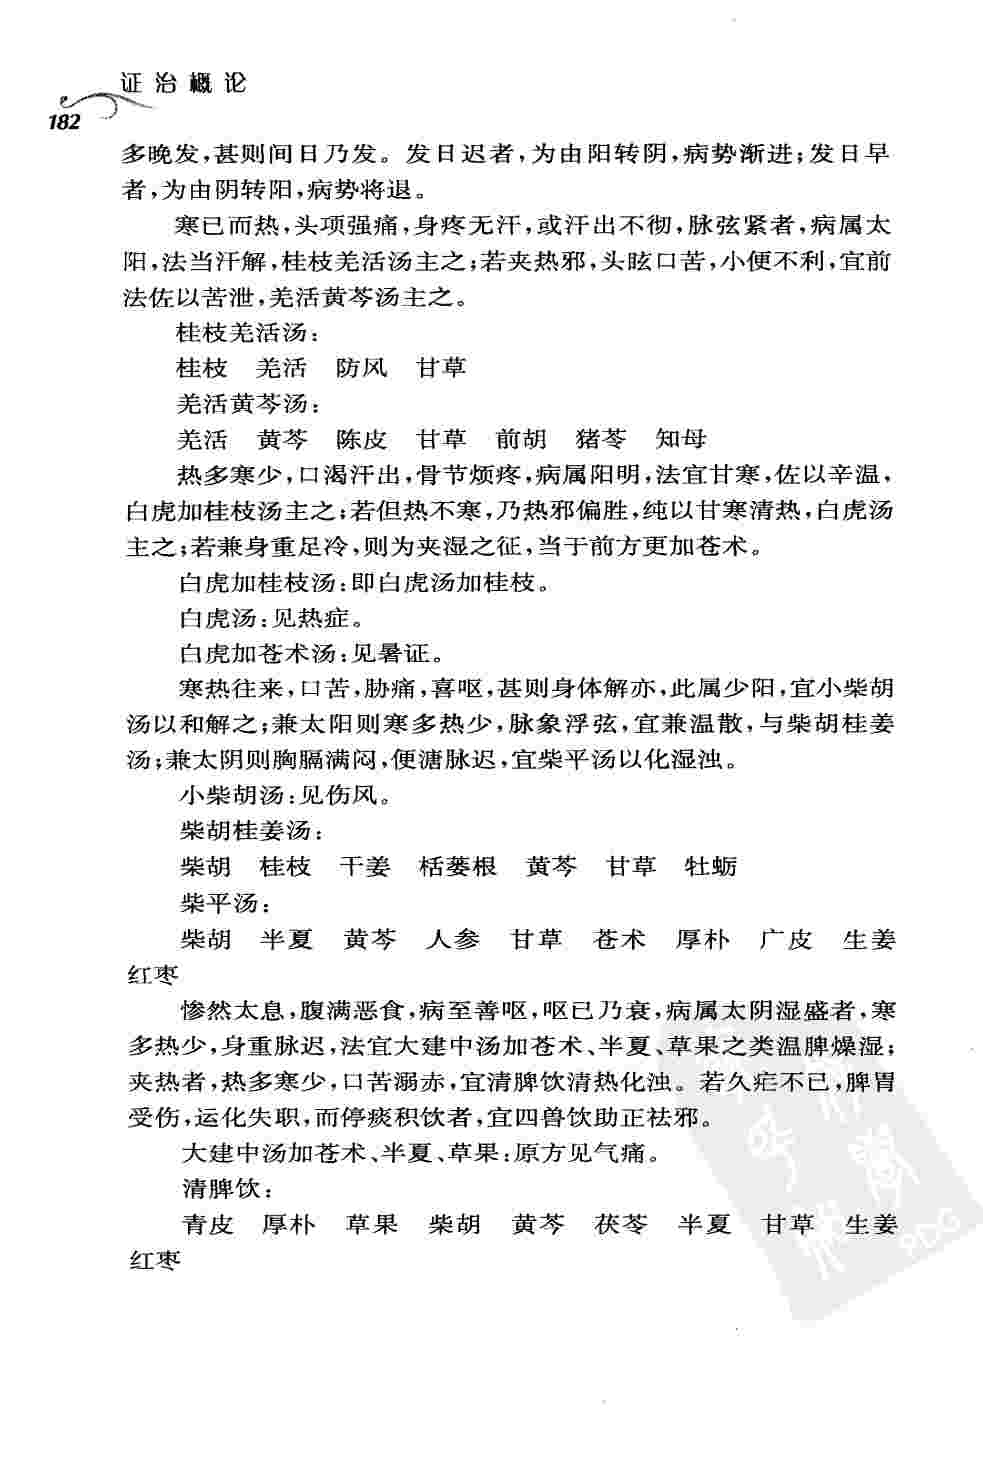 证治概论
182
多晚发,甚则间日乃发。发日迟者,为由阳转阴,病势渐进;发日早
者,为由阴转阳,病势将退。
寒已而热,头项强痛,身疼无汗,或汗出不彻,脉弦紧者,病属太
阳,法当汗解,桂枝羌活汤主之;若夹热邪,头眩口苦,小便不利,宜前
法佐以苦泄,羌活黄芩汤主之。
桂枝羌活汤:
桂枝 羌活 防风 甘草
羌活黄芩汤:
羌活 黄芩 陈皮 甘草 前胡 猪苓 知母
热多寒少,口渴汗出,骨节烦疼,病属阳明,法宜甘寒,佐以辛温,
白虎加桂枝汤主之;若但热不寒,乃热邪偏胜,纯以甘寒清热,白虎汤
主之;若兼身重足冷,则为夹湿之征,当于前方更加苍术。
白虎加桂枝汤:即白虎汤加桂枝。
白虎汤:见热症。
白虎加苍术汤:见暑证。
寒热往来,口苦,胁痛,喜呕,甚则身体解亦,此属少阳,宜小柴胡
汤以和解之;兼太阳则寒多热少,脉象浮弦,宜兼温散,与柴胡桂姜
汤;兼太阴则胸膈满闷,便溏脉迟,宜柴平汤以化湿浊。
小柴胡汤:见伤风。
柴胡桂姜汤:
柴胡 桂枝 干姜 栝蒌根 黄芩 甘草 牡蛎
柴平汤:
柴胡 半夏 黄芩 人参 甘草 苍术 厚朴 广皮 生姜
红枣
惨然太息,腹满恶食,病至善呕,呕已乃衰,病属太阴湿盛者,寒
多热少,身重脉迟,法宜大建中汤加苍术、半夏、草果之类温脾燥湿;
夹热者,热多寒少,口苦溺赤,宜清脾饮清热化浊。若久疟不已,脾胃
受伤,运化失职,而停痰积饮者,宜四兽饮助正祛邪。
大建中汤加苍术、半夏、草果:原方见气痛。
清脾饮:
青皮 厚朴 草果 柴胡 黄芩 茯苓 半夏 甘草 生姜
红枣
PDG